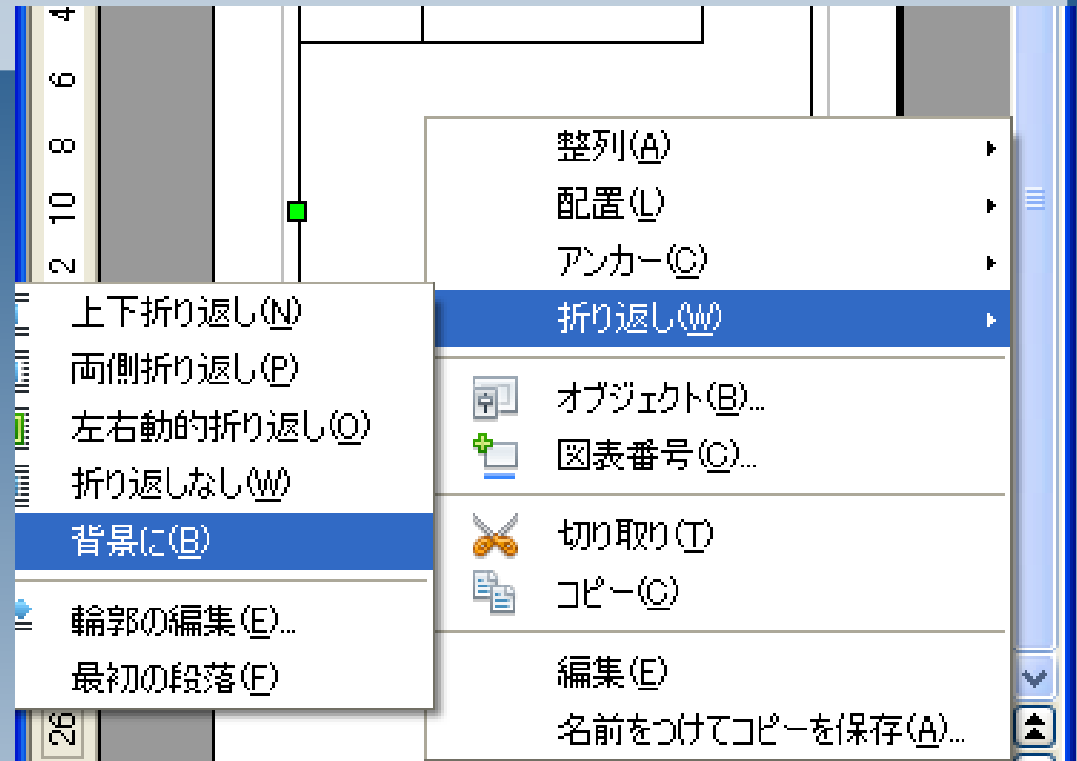 4
6
8
10
2
26
整列(A)
配置(L)
アンカー(C)
折り返し(W)
オブジェクト(B)...
図表番号(C)...
切り取り(T)
コピー(C)
編集(E)
名前をつけてコピーを保存(A)...
上下折り返し(N)
両側折り返し(P)
左右動的折り返し(O)
折り返しなし(W)
背景に(B)
輪郭の編集(E)...
最初の段落(F)